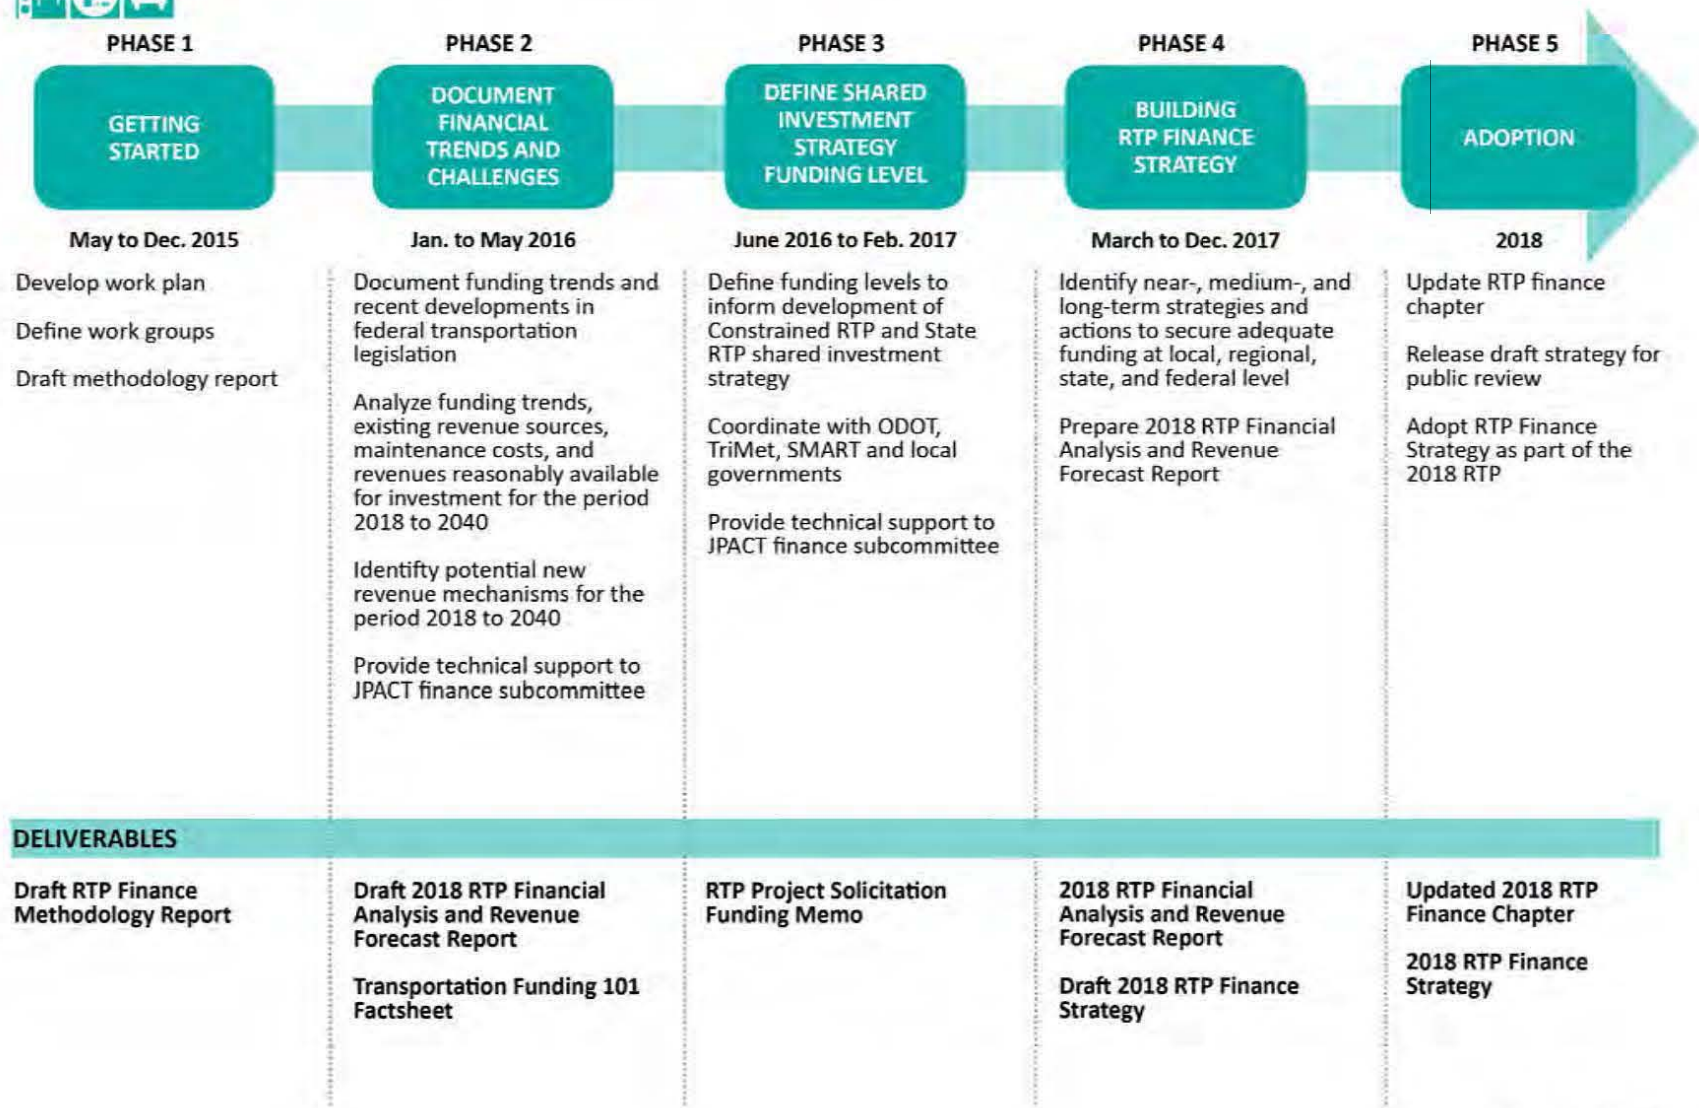 PHASE 1
GETTING
STARTED
May to Dec. 2015
Develop work plan
Define work groups
Draft methodology report
PHASE 2
DOCUMENT
FINANCIAL
TRENDS AND
CHALLENGES
Jan. to May 2016
Document funding trends and
recent developments in
federal transportation
legislation
Analyze funding trends,
existing revenue sources,
maintenance costs, and
revenues reasonably available
for investment for the period
2018 to 2040
Identifty potential new
revenue mechanisms for the
period 2018 to 2040
Provide technical support to
JPACT finance subcommittee
PHASE 3
DEFINE SHARED
INVESTMENT
STRATEGY
FUNDING LEVEL
June 2016 to Feb. 2017
Define funding levels to
inform development of
Constrained RTP and State
RTP shared investment
strategy
Coordinate with ODOT,
TriMet, SMART and local
governments
Provide technical support to
JPACT finance subcommittee
PHASE 4
BUILDING
RTP FINANCE
STRATEGY
March to Dec. 2017
Identify near-, medium-, and
long-term strategies and
actions to secure adequate
funding at local, regional,
state, and federal level
Prepare 2018 RTP Financial
Analysis and Revenue
Forecast Report
PHASE 5
ADOPTION
2018
Update RTP finance
chapter
Release draft strategy for
public review
Adopt RTP Finance
Strategy as part of the
2018 RTP
DELIVERABLES
Draft RTP Finance
Methodology Report
Draft 2018 RTP Financial
Analysis and Revenue
Forecast Report
Transportation Funding 101
Factsheet
RTP Project Solicitation
Funding Memo
2018 RTP Financial
Analysis and Revenue
Forecast Report
Draft 2018 RTP Finance
Strategy
Updated 2018 RTP
Finance Chapter
2018 RTP Finance
Strategy